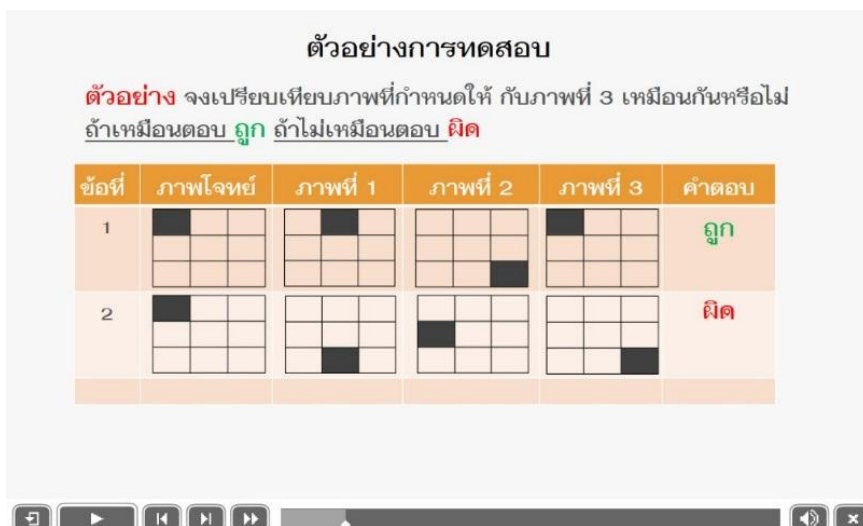 ตัวอย่างการทดสอบ
ตัวอย่าง จงเปรียบเทียบภาพที่กำหนดให้ กับภาพที่ 3 เหมือนกันหรือไม่
ถ้าเหมือนตอบ ถูก ถ้าไม่เหมือนตอบ ผิด
ข้อที่ ภาพโจทย์ ภาพที่ 1 ภาพที่ 2 ภาพที่ 3 คำตอบ
1 ถูก
2 ผิด